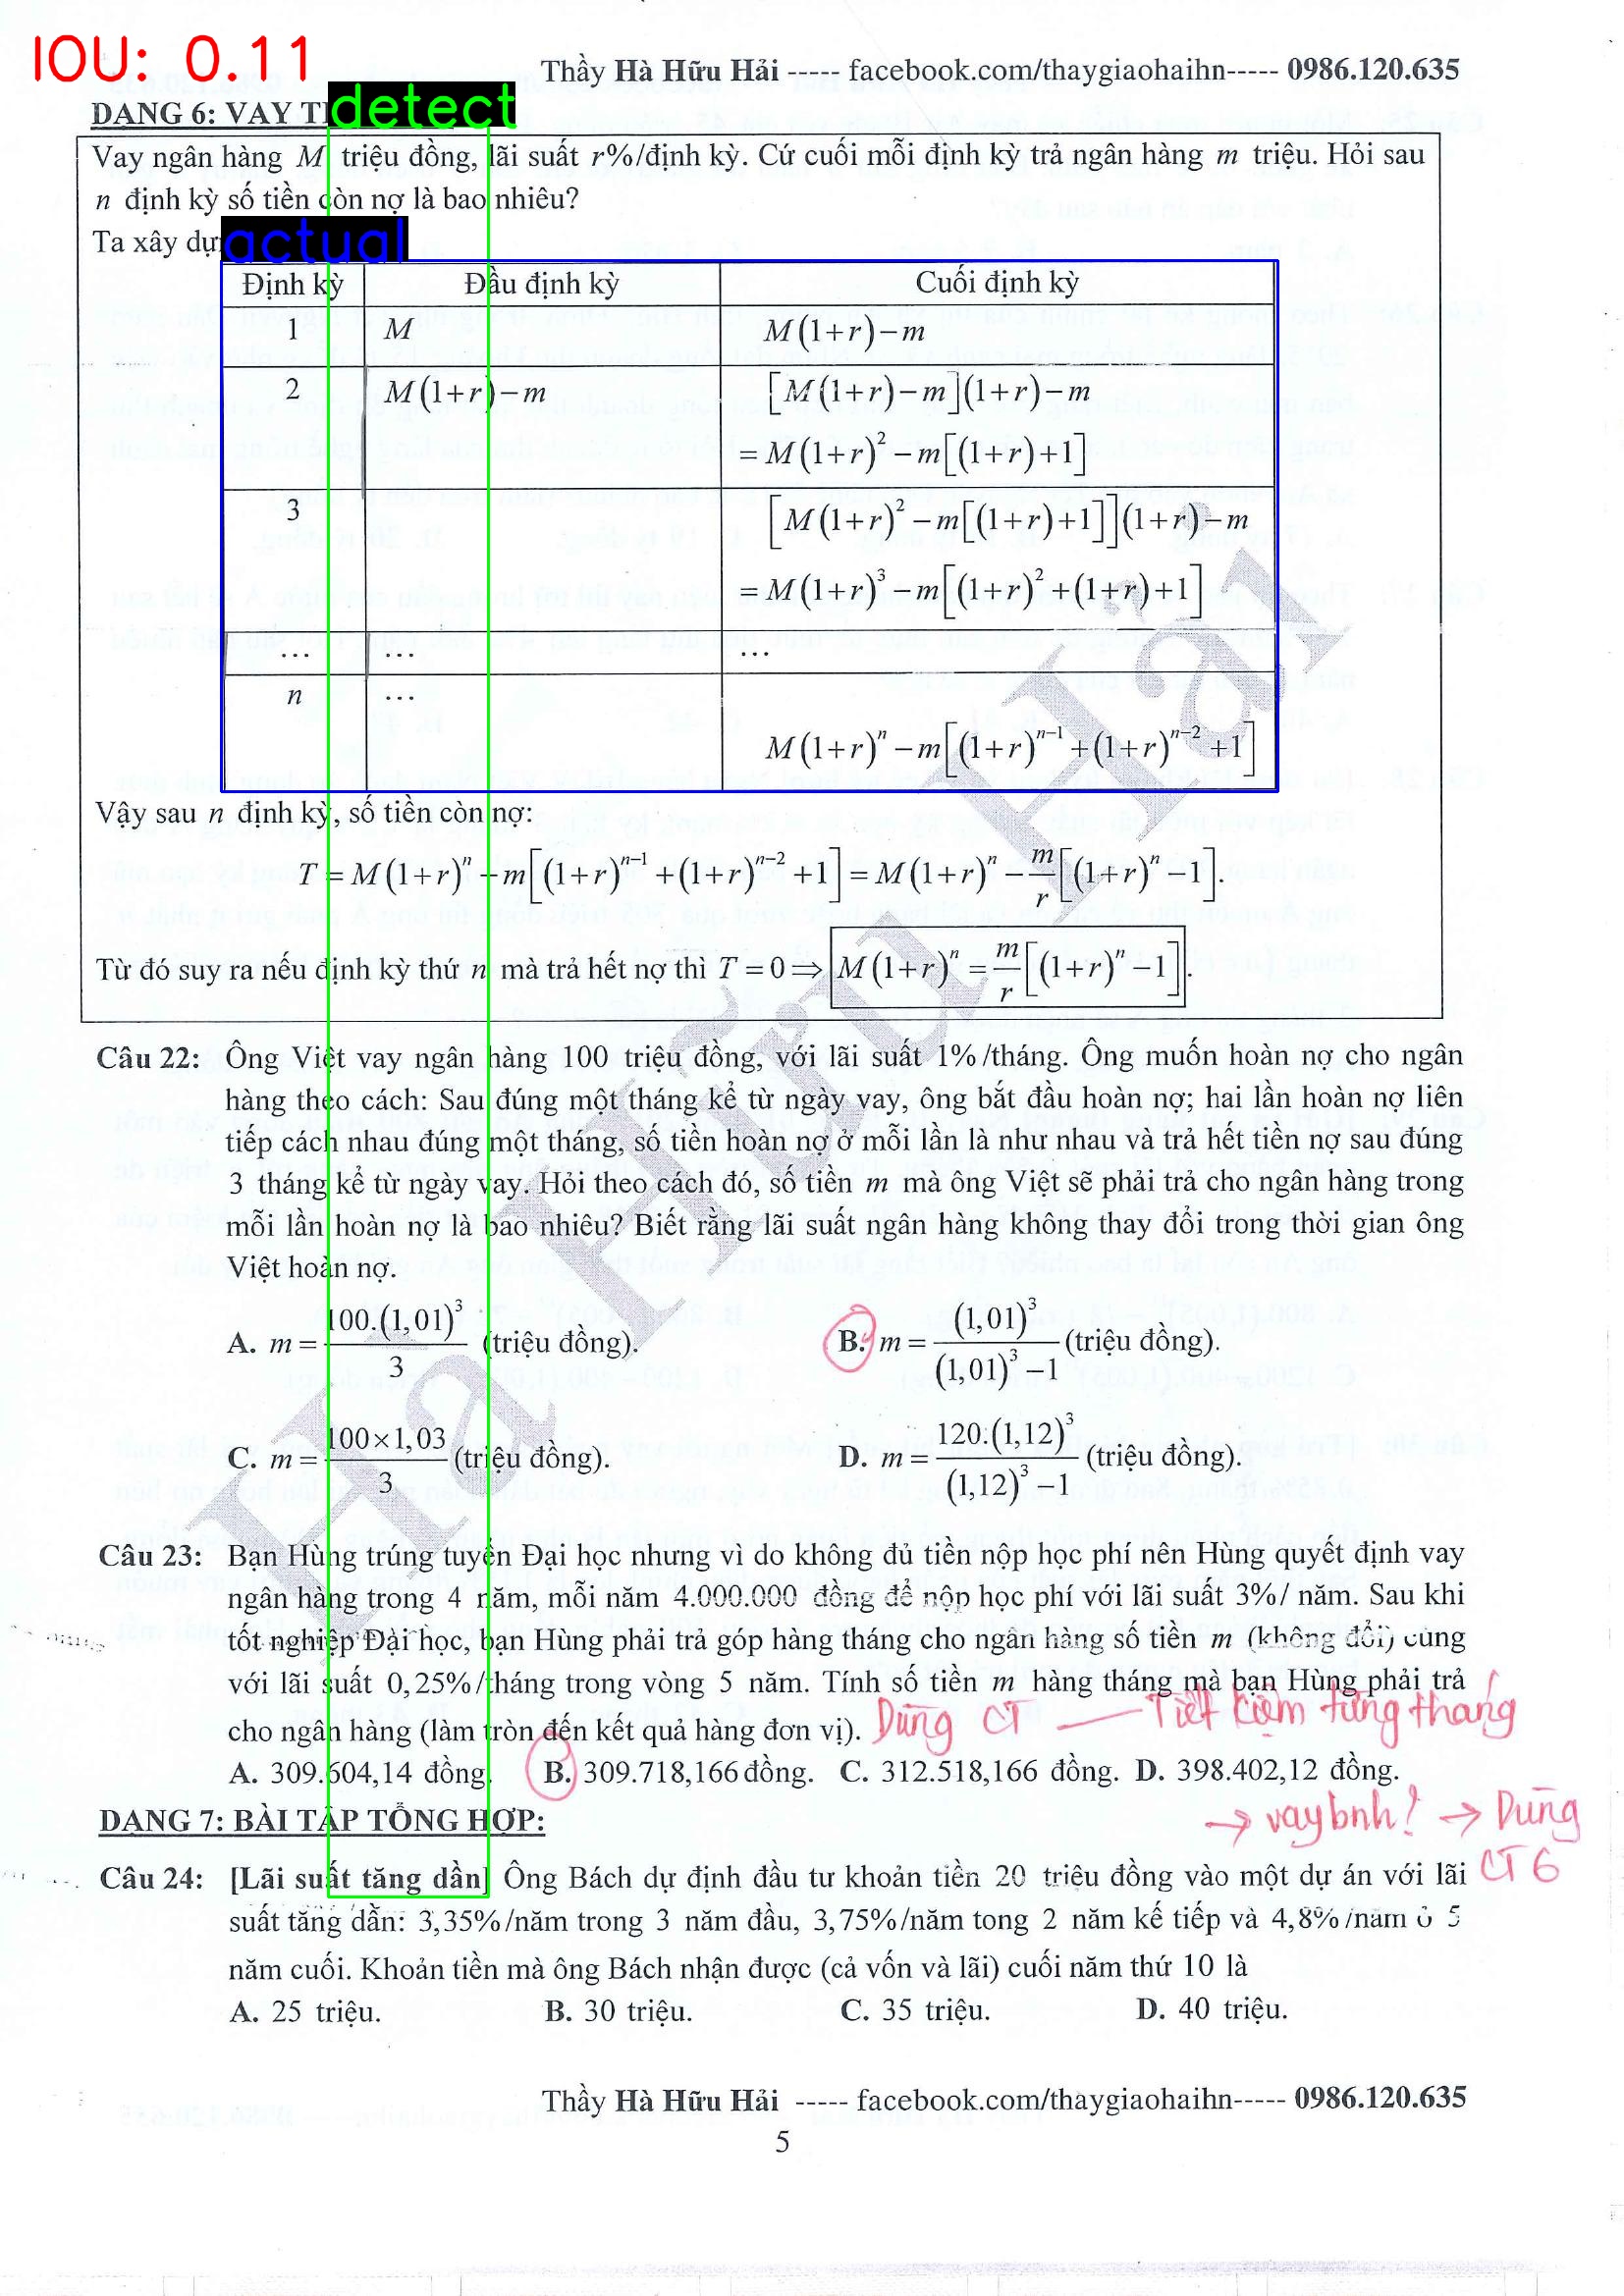 IOU: 0.11
Thầy Hà Hữu Hải ----- facebook.com/thaygiaohaihn----- 0986.120.635
DẠNG 6: VAY
detect
Vay ngân hàng M triệu đồng, lãi suất r%/định kỳ. Cứ cuối mỗi định kỳ trả ngân hàng m triệu. Hỏi sau
n định kỳ số tiền còn nợ là bao nhiêu?
Ta xây
actual
Định kỳ Đầu định kỳ Cuối định kỳ
1 M M(1+r)−m
2 M(1+r)−m [M(1+r)−m](1+r)−m
=M(1+r)²−m[(1+r)+1]
3 [M(1+r)²−m[(1+r)+1]](1+r)−m
=M(1+r)³−m[(1+r)²+(1+r)+1]
... ... ...
n ...
M(1+r)ⁿ−m[(1+r)ⁿ⁻¹+(1+r)ⁿ⁻²+1]
Vậy sau n định kỳ, số tiền còn nợ:
T=M(1+r)ⁿ−m[(1+r)ⁿ⁻¹+(1+r)ⁿ⁻²+1]=M(1+r)ⁿ−m/r[(1+r)ⁿ−1].
Từ đó suy ra nếu định kỳ thứ n mà trả hết nợ thì T=0⇒ M(1+r)ⁿ=m/r[(1+r)ⁿ−1].
Câu 22: Ông Việt vay ngân hàng 100 triệu đồng, với lãi suất 1%/tháng. Ông muốn hoàn nợ cho ngân
hàng theo cách: Sau đúng một tháng kể từ ngày vay, ông bắt đầu hoàn nợ; hai lần hoàn nợ liên
tiếp cách nhau đúng một tháng, số tiền hoàn nợ ở mỗi lần là như nhau và trả hết tiền nợ sau đúng
3 tháng kể từ ngày vay. Hỏi theo cách đó, số tiền m mà ông Việt sẽ phải trả cho ngân hàng trong
mỗi lần hoàn nợ là bao nhiêu? Biết rằng lãi suất ngân hàng không thay đổi trong thời gian ông
Việt hoàn nợ.
A. m=100.(1,01)³/3 (triệu đồng). B. m=(1,01)³/((1,01)³−1) (triệu đồng).
C. m=100×1,03/3 (triệu đồng). D. m=120.(1,12)³/((1,12)³−1) (triệu đồng).
Câu 23: Bạn Hùng trúng tuyển Đại học nhưng vì do không đủ tiền nộp học phí nên Hùng quyết định vay
ngân hàng trong 4 năm, mỗi năm 4.000.000 đồng để nộp học phí với lãi suất 3%/ năm. Sau khi
tốt nghiệp Đại học, bạn Hùng phải trả góp hàng tháng cho ngân hàng số tiền m (không đổi) cùng
với lãi suất 0,25%/tháng trong vòng 5 năm. Tính số tiền m hàng tháng mà bạn Hùng phải trả
cho ngân hàng (làm tròn đến kết quả hàng đơn vị). Dùng CT — Tiết kiệm từng tháng
A. 309.604,14 đồng. B. 309.718,166 đồng. C. 312.518,166 đồng. D. 398.402,12 đồng.
→ vay bnh? → Dùng
CT 6
DẠNG 7: BÀI TẬP TỔNG HỢP:
Câu 24: [Lãi suất tăng dần] Ông Bách dự định đầu tư khoản tiền 20 triệu đồng vào một dự án với lãi
suất tăng dần: 3,35%/năm trong 3 năm đầu, 3,75%/năm tong 2 năm kế tiếp và 4,8%/năm ở 5
năm cuối. Khoản tiền mà ông Bách nhận được (cả vốn và lãi) cuối năm thứ 10 là
A. 25 triệu. B. 30 triệu. C. 35 triệu. D. 40 triệu.
Thầy Hà Hữu Hải ----- facebook.com/thaygiaohaihn----- 0986.120.635
5
Hà Hữu Hải